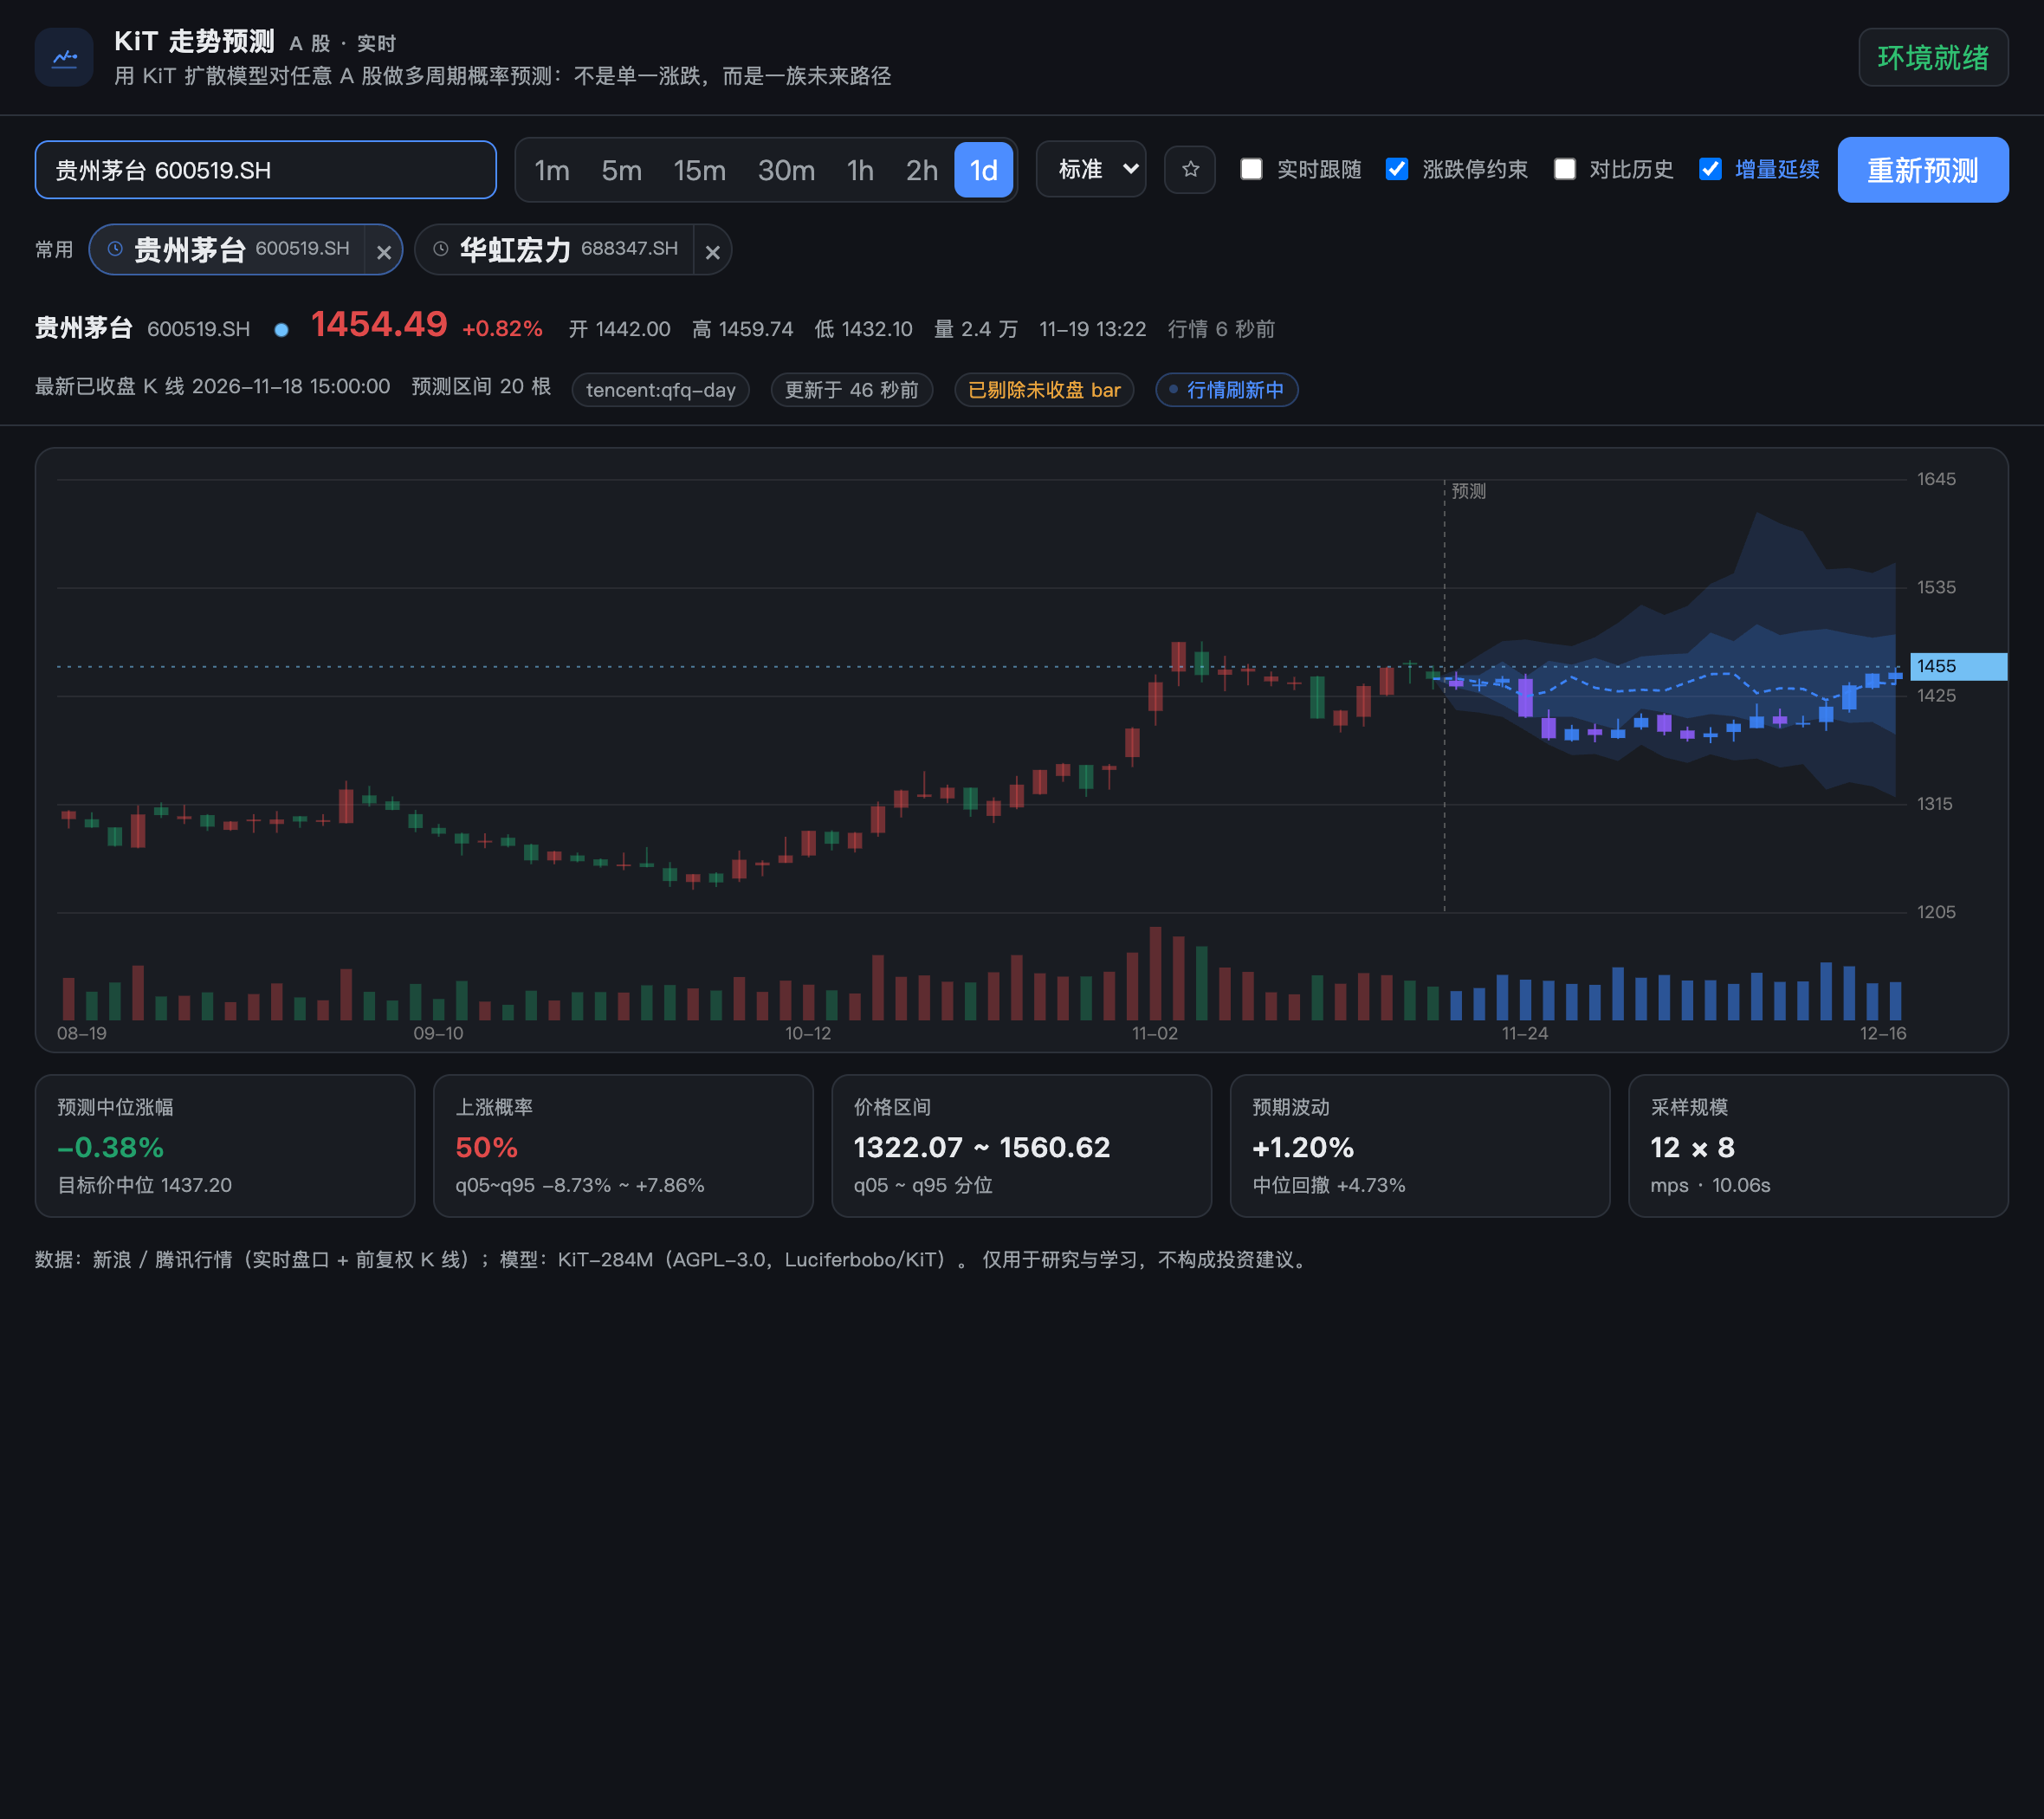 KiT 走势预测 A 股 · 实时
用 KiT 扩散模型对任意 A 股做多周期概率预测：不是单一涨跌，而是一族未来路径
环境就绪
贵州茅台 600519.SH
1m 5m 15m 30m 1h 2h 1d
标准
实时跟随 涨跌停约束 对比历史 增量延续
重新预测
常用 贵州茅台 600519.SH × 华虹宏力 688347.SH ×
贵州茅台 600519.SH 1454.49 +0.82% 开 1442.00 高 1459.74 低 1432.10 量 2.4 万 11-19 13:22 行情 6 秒前
最新已收盘 K 线 2026-11-18 15:00:00 预测区间 20 根 tencent:qfq-day 更新于 46 秒前 已剔除未收盘 bar 行情刷新中
预测
1645
1535
1455
1425
1315
1205
08-19 09-10 10-12 11-02 11-24 12-16
预测中位涨幅
-0.38%
目标价中位 1437.20
上涨概率
50%
q05~q95 -8.73% ~ +7.86%
价格区间
1322.07 ~ 1560.62
q05 ~ q95 分位
预期波动
+1.20%
中位回撤 +4.73%
采样规模
12 × 8
mps · 10.06s
数据：新浪 / 腾讯行情（实时盘口 + 前复权 K 线）；模型：KiT-284M（AGPL-3.0，Luciferbobo/KiT）。 仅用于研究与学习，不构成投资建议。